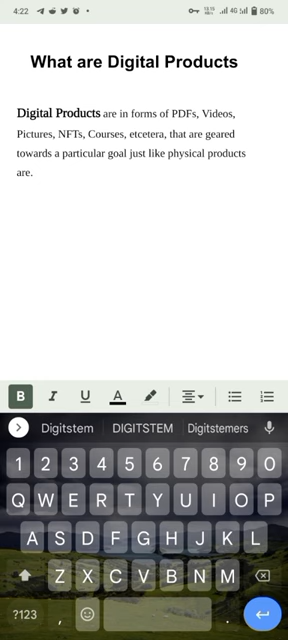 4:22
4G
80%
What are Digital Products
Digital Products are in forms of PDFs, Videos,
Pictures, NFTs, Courses, etcetera, that are geared
towards a particular goal just like physical products
are.
B I U A
Digitstem DIGITSTEM Digitstemers
1 2 3 4 5 6 7 8 9 0
Q W E R T Y U I O P
A S D F G H J K L
Z X C V B N M
?123 , .